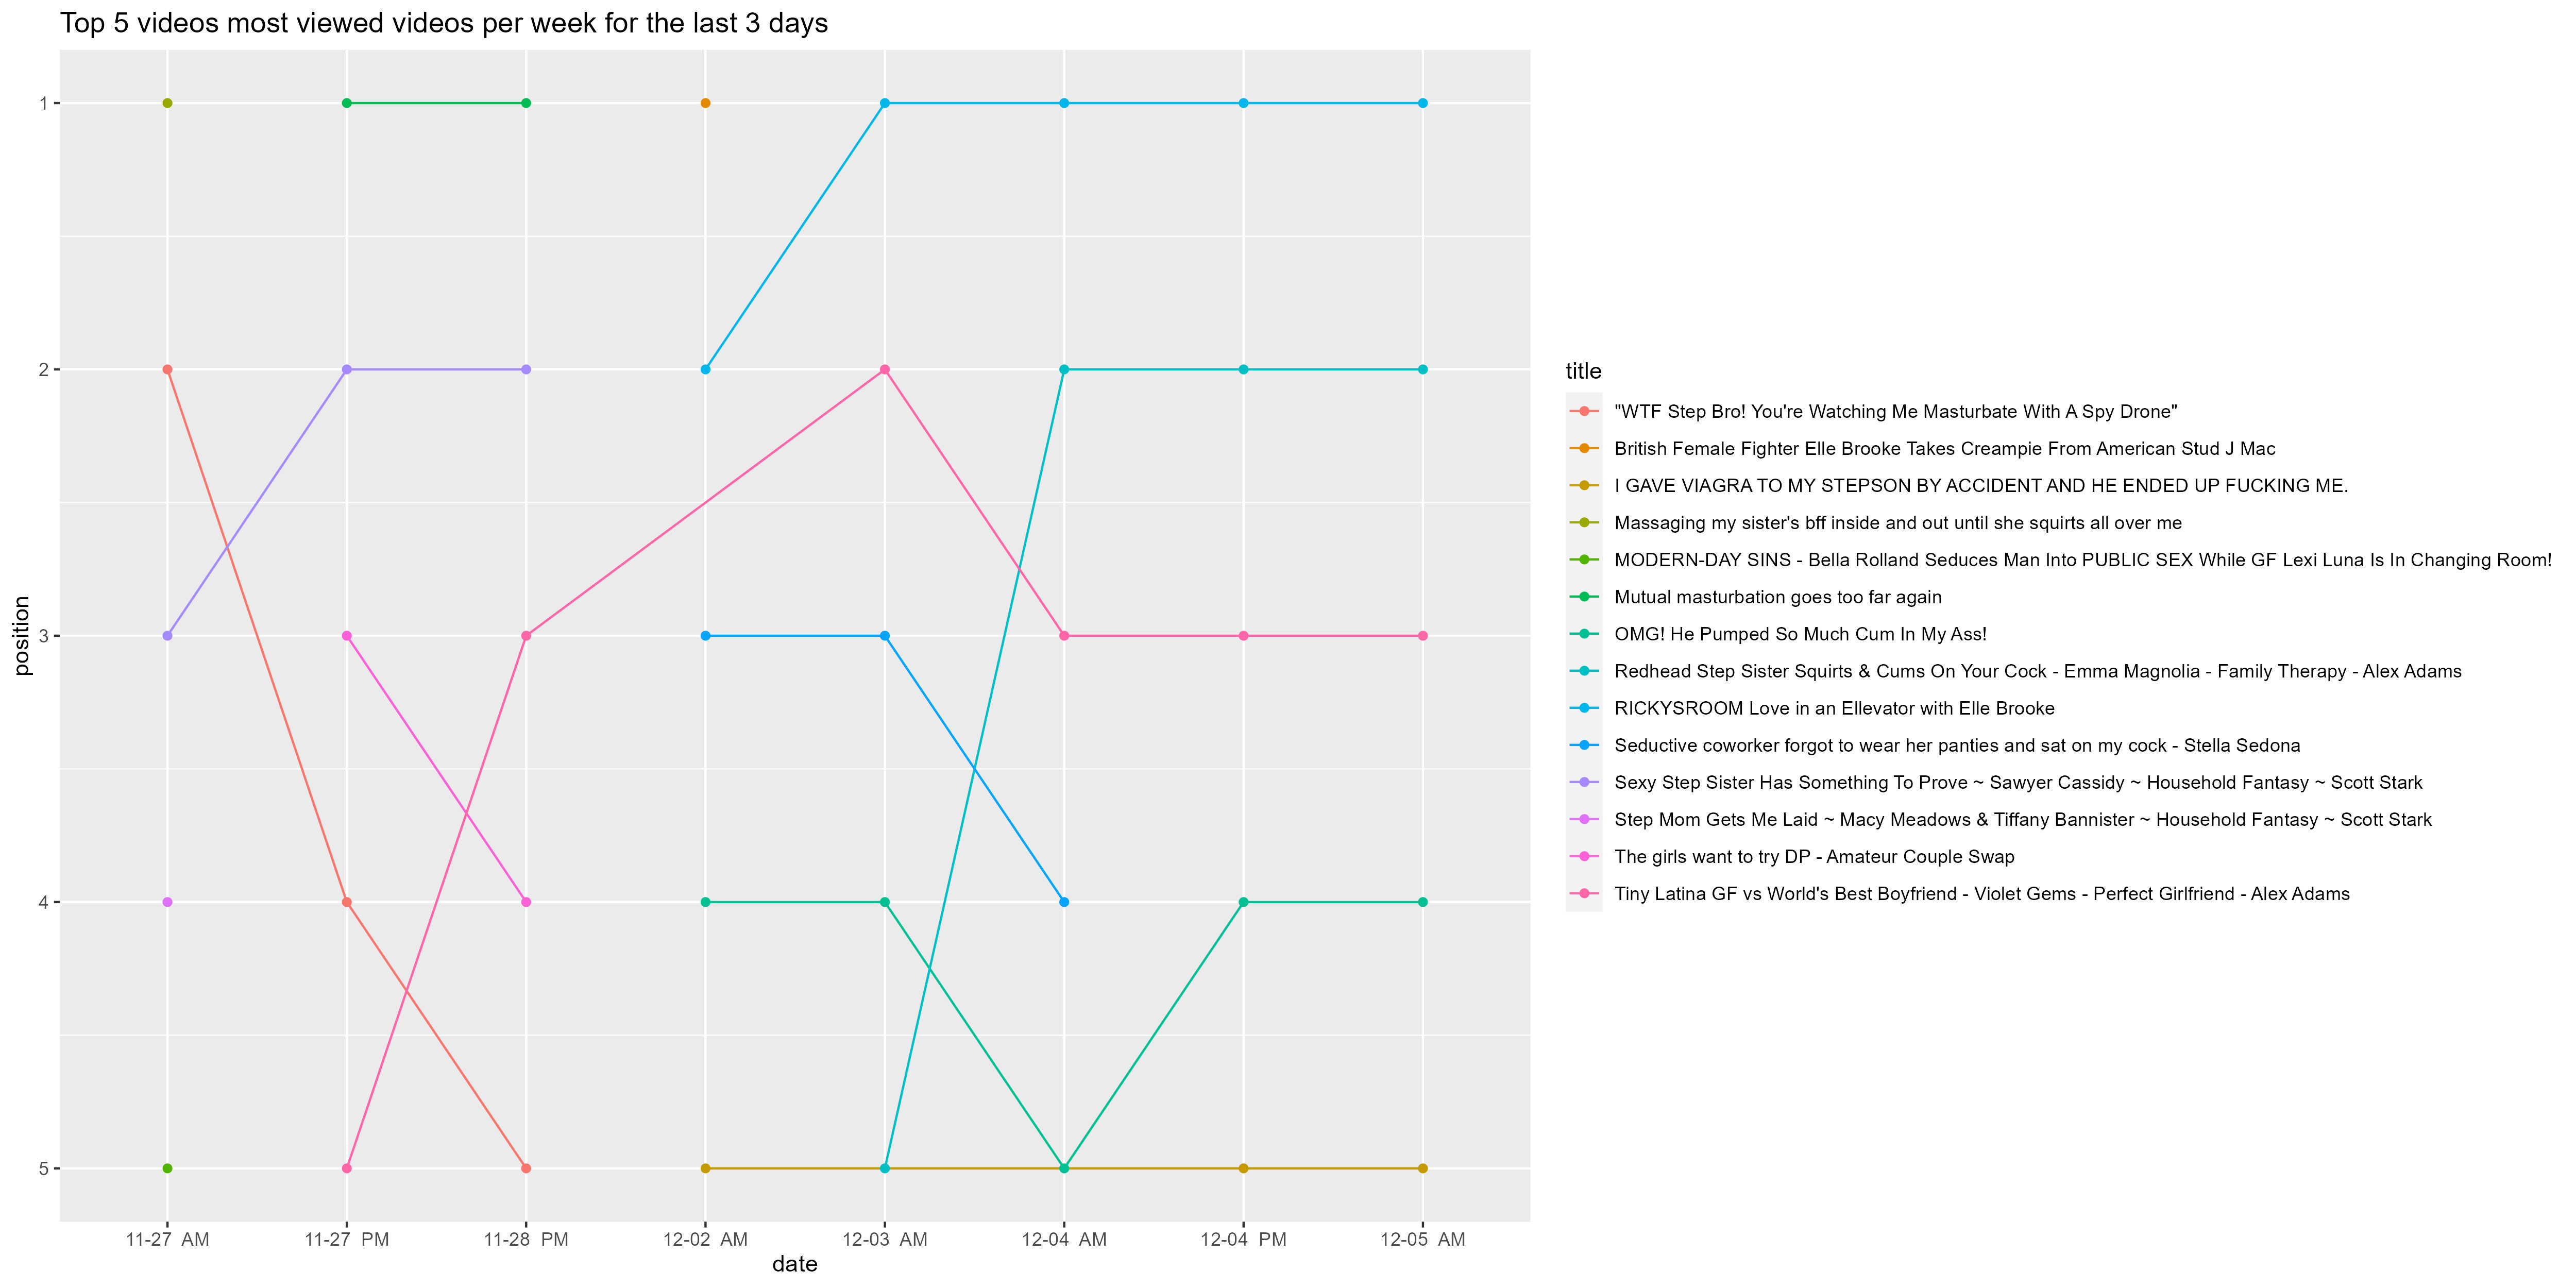 Top 5 videos most viewed videos per week for the last 3 days
position
1
2
3
4
5
11-27 AM
11-27 PM
11-28 PM
12-02 AM
12-03 AM
12-04 AM
12-04 PM
12-05 AM
date
title
"WTF Step Bro! You're Watching Me Masturbate With A Spy Drone"
British Female Fighter Elle Brooke Takes Creampie From American Stud J Mac
I GAVE VIAGRA TO MY STEPSON BY ACCIDENT AND HE ENDED UP FUCKING ME.
Massaging my sister's bff inside and out until she squirts all over me
MODERN-DAY SINS - Bella Rolland Seduces Man Into PUBLIC SEX While GF Lexi Luna Is In Changing Room!
Mutual masturbation goes too far again
OMG! He Pumped So Much Cum In My Ass!
Redhead Step Sister Squirts & Cums On Your Cock - Emma Magnolia - Family Therapy - Alex Adams
RICKYSROOM Love in an Ellevator with Elle Brooke
Seductive coworker forgot to wear her panties and sat on my cock - Stella Sedona
Sexy Step Sister Has Something To Prove ~ Sawyer Cassidy ~ Household Fantasy ~ Scott Stark
Step Mom Gets Me Laid ~ Macy Meadows & Tiffany Bannister ~ Household Fantasy ~ Scott Stark
The girls want to try DP - Amateur Couple Swap
Tiny Latina GF vs World's Best Boyfriend - Violet Gems - Perfect Girlfriend - Alex Adams